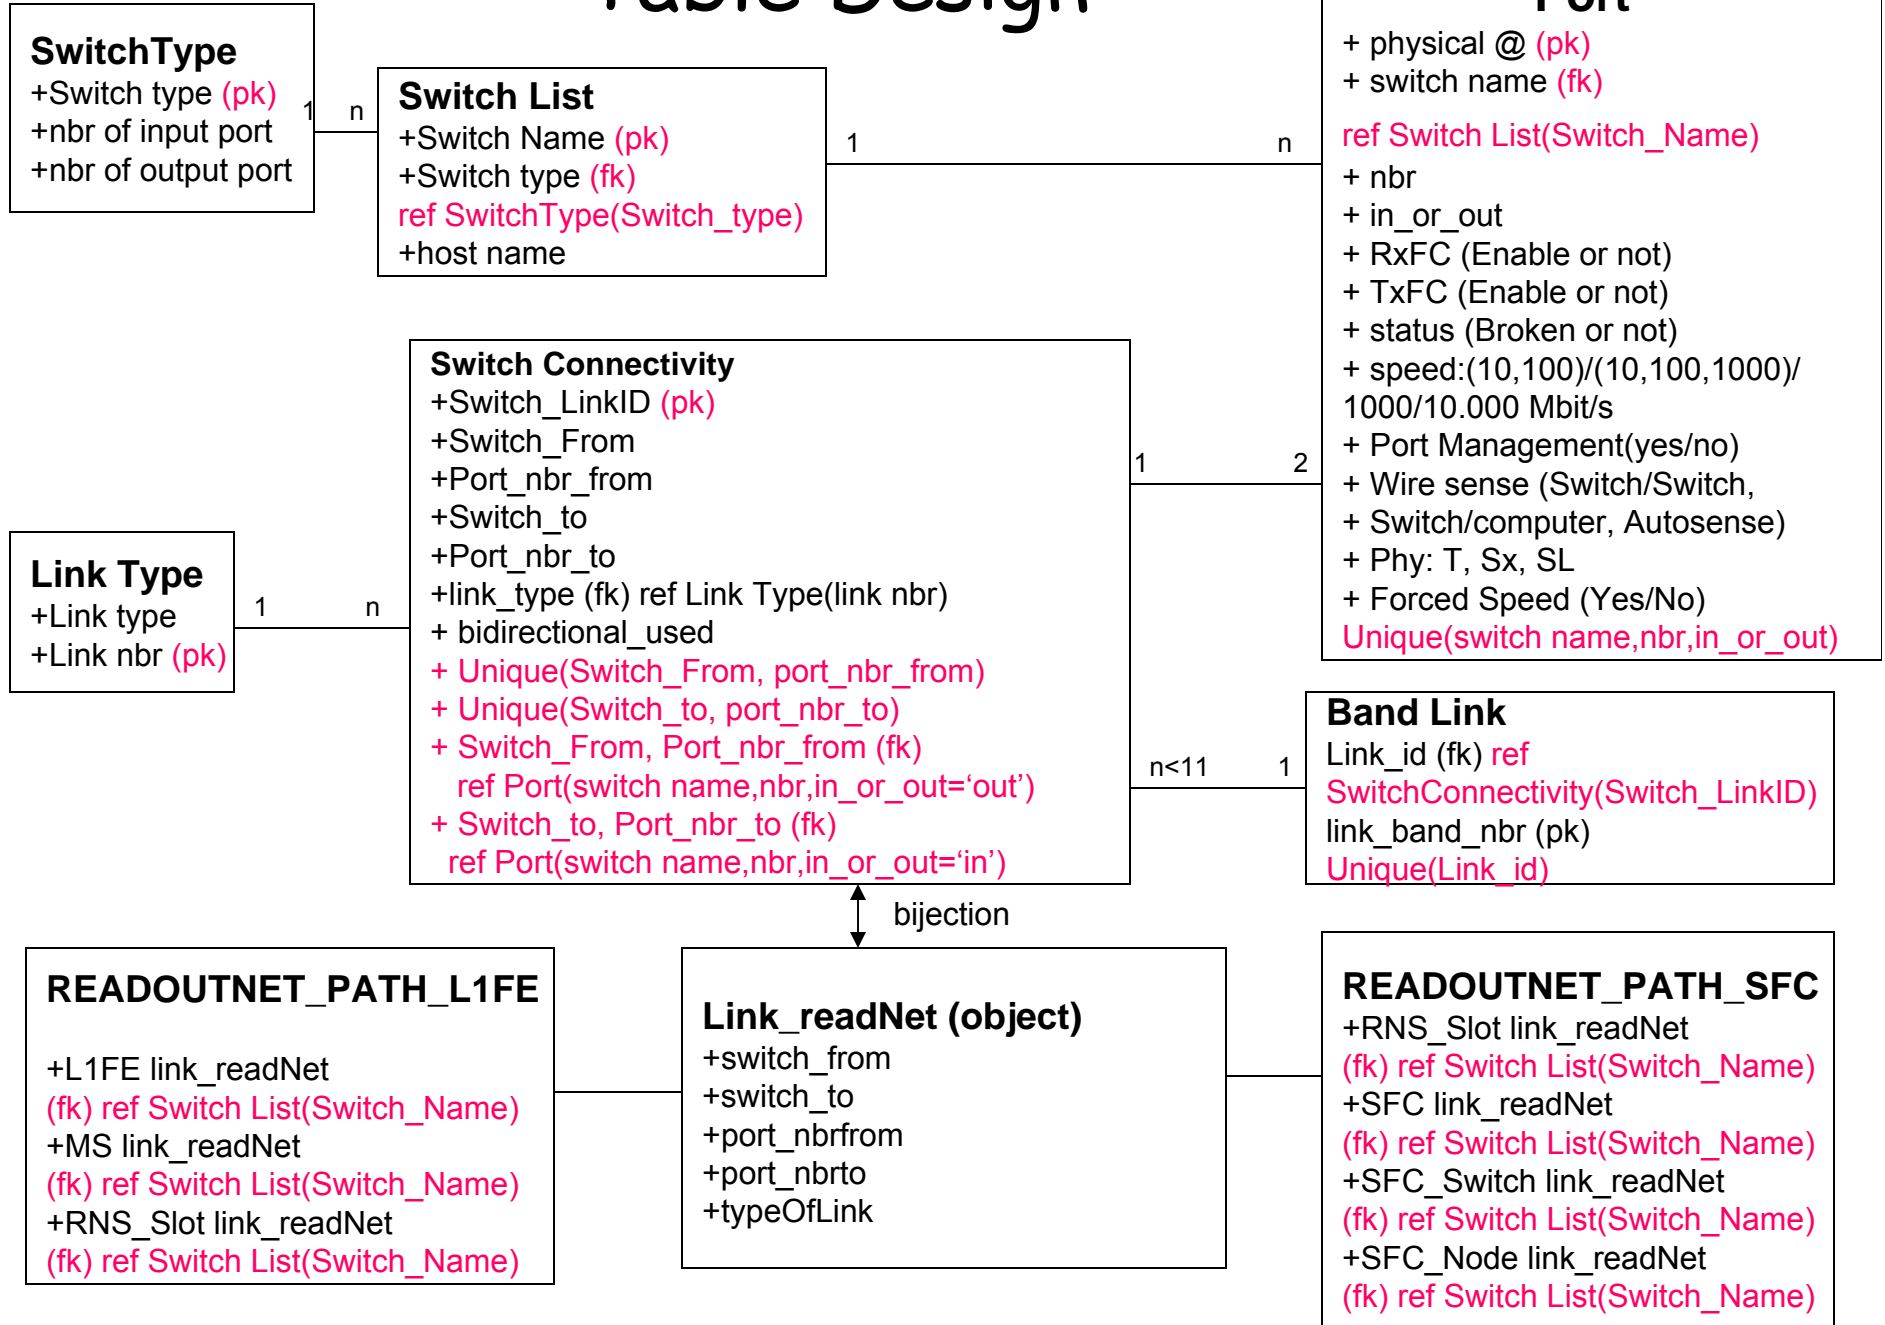 Table Design
SwitchType
+Switch type (pk)
+nbr of input port
+nbr of output port
1
n
Switch List
+Switch Name (pk)
+Switch type (fk)
ref SwitchType(Switch_type)
+host name
1
n
Port
+ physical @ (pk)
+ switch name (fk)
ref Switch List(Switch_Name)
+ nbr
+ in_or_out
+ RxFC (Enable or not)
+ TxFC (Enable or not)
+ status (Broken or not)
+ speed:(10,100)/(10,100,1000)/
1000/10.000 Mbit/s
+ Port Management(yes/no)
+ Wire sense (Switch/Switch,
+ Switch/computer, Autosense)
+ Phy: T, Sx, SL
+ Forced Speed (Yes/No)
Unique(switch name,nbr,in_or_out)
Switch Connectivity
+Switch_LinkID (pk)
+Switch_From
+Port_nbr_from
+Switch_to
+Port_nbr_to
+link_type (fk) ref Link Type(link nbr)
+ bidirectional_used
+ Unique(Switch_From, port_nbr_from)
+ Unique(Switch_to, port_nbr_to)
+ Switch_From, Port_nbr_from (fk)
ref Port(switch name,nbr,in_or_out=‘out’)
+ Switch_to, Port_nbr_to (fk)
ref Port(switch name,nbr,in_or_out=‘in’)
1
2
Link Type
+Link type
+Link nbr (pk)
1
n
n<11
1
Band Link
Link_id (fk) ref
SwitchConnectivity(Switch_LinkID)
link_band_nbr (pk)
Unique(Link_id)
bijection
READOUTNET_PATH_L1FE
+L1FE link_readNet
(fk) ref Switch List(Switch_Name)
+MS link_readNet
(fk) ref Switch List(Switch_Name)
+RNS_Slot link_readNet
(fk) ref Switch List(Switch_Name)
Link_readNet (object)
+switch_from
+switch_to
+port_nbrfrom
+port_nbrto
+typeOfLink
READOUTNET_PATH_SFC
+RNS_Slot link_readNet
(fk) ref Switch List(Switch_Name)
+SFC link_readNet
(fk) ref Switch List(Switch_Name)
+SFC_Switch link_readNet
(fk) ref Switch List(Switch_Name)
+SFC_Node link_readNet
(fk) ref Switch List(Switch_Name)